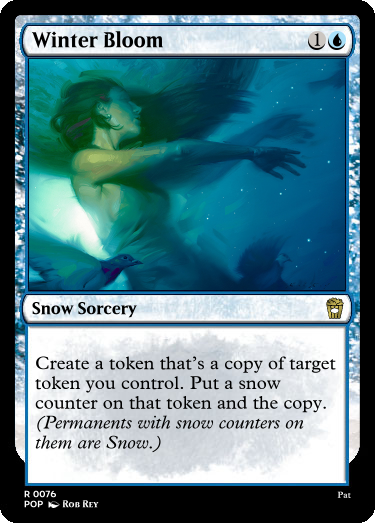 Winter Bloom 1
Snow Sorcery
Create a token that's a copy of target
token you control. Put a snow
counter on that token and the copy.
(Permanents with snow counters on
them are Snow.)
R 0076 Pat
POP Rob Rey